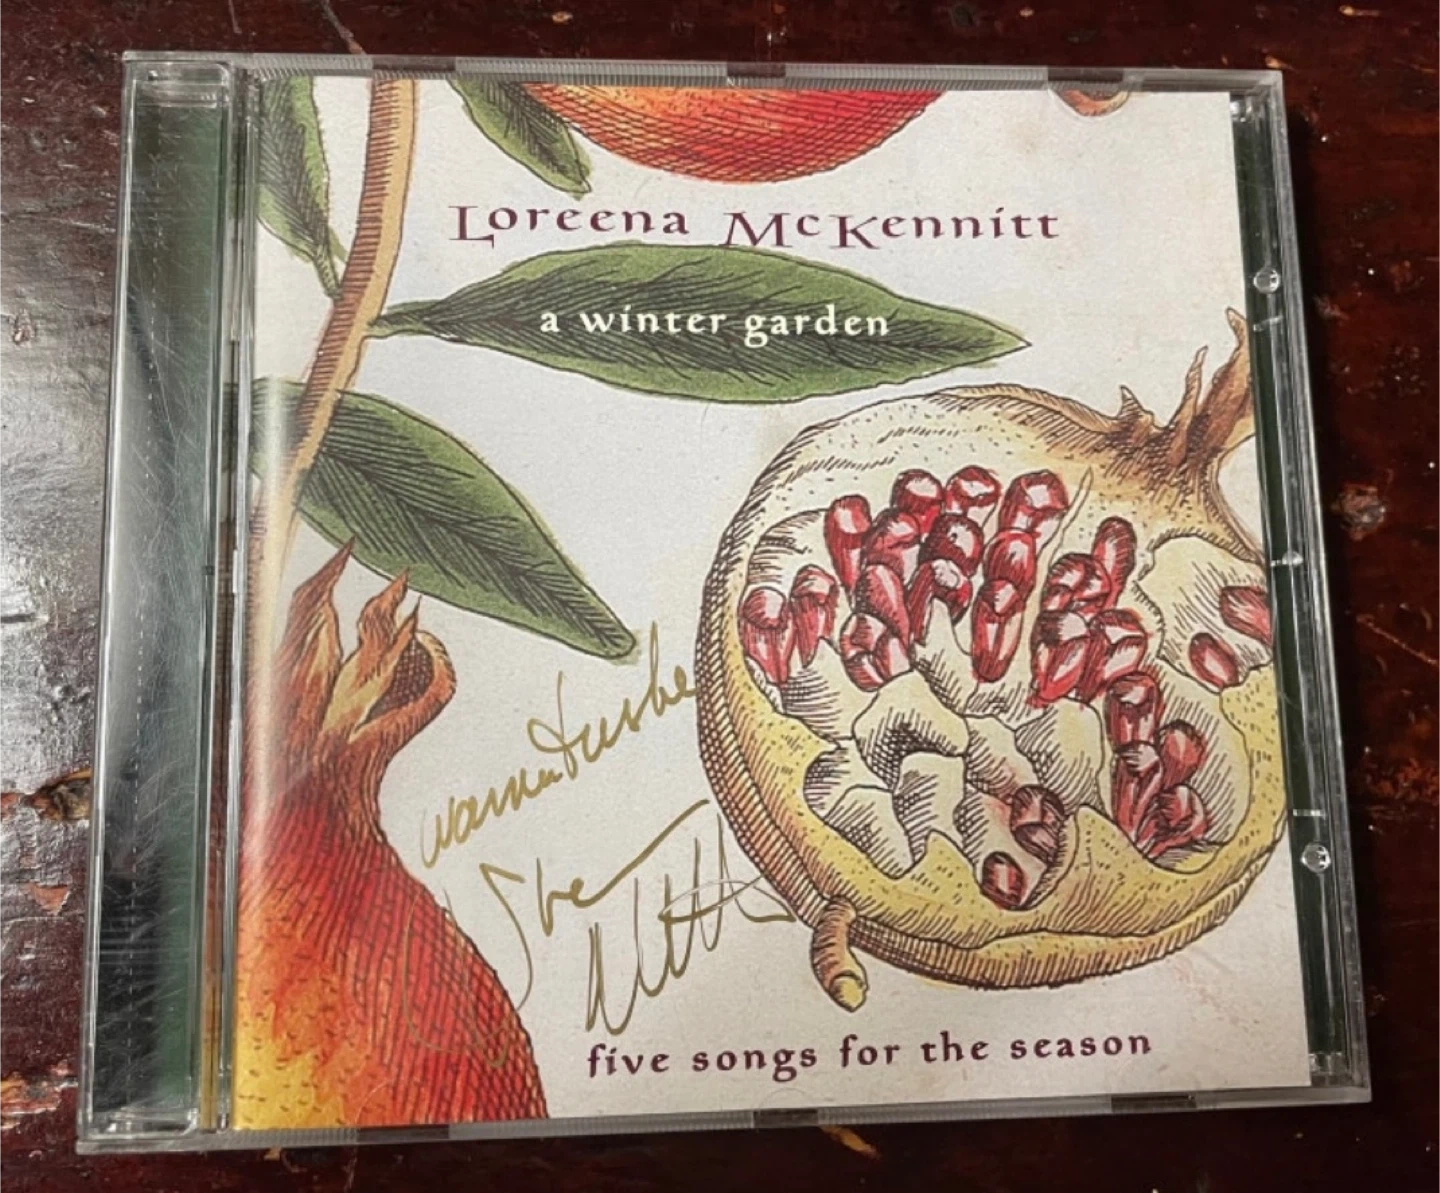 Loreena McKennitt
a winter garden
five songs for the season